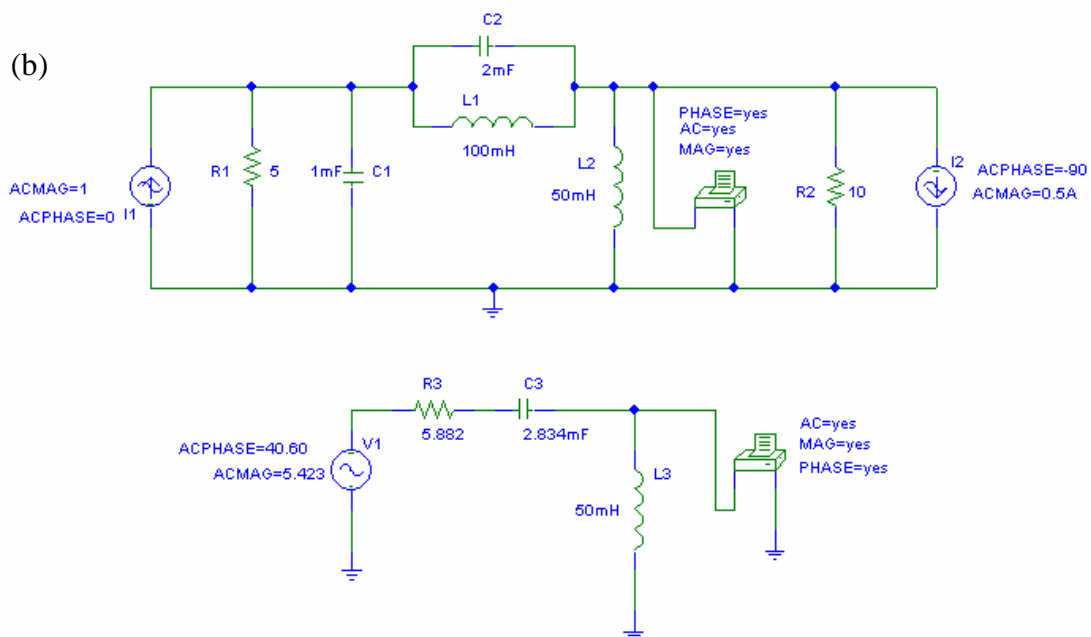 (b)
C2
2mF
L1
100mH
PHASE=yes
AC=yes
MAG=yes
ACMAG=1
ACPHASE=0
I1
R1
5
1mF
C1
L2
50mH
R2
10
I2
ACPHASE=-90
ACMAG=0.5A
R3
5.882
C3
2.834mF
ACPHASE=40.60
ACMAG=5.423
V1
L3
50mH
AC=yes
MAG=yes
PHASE=yes